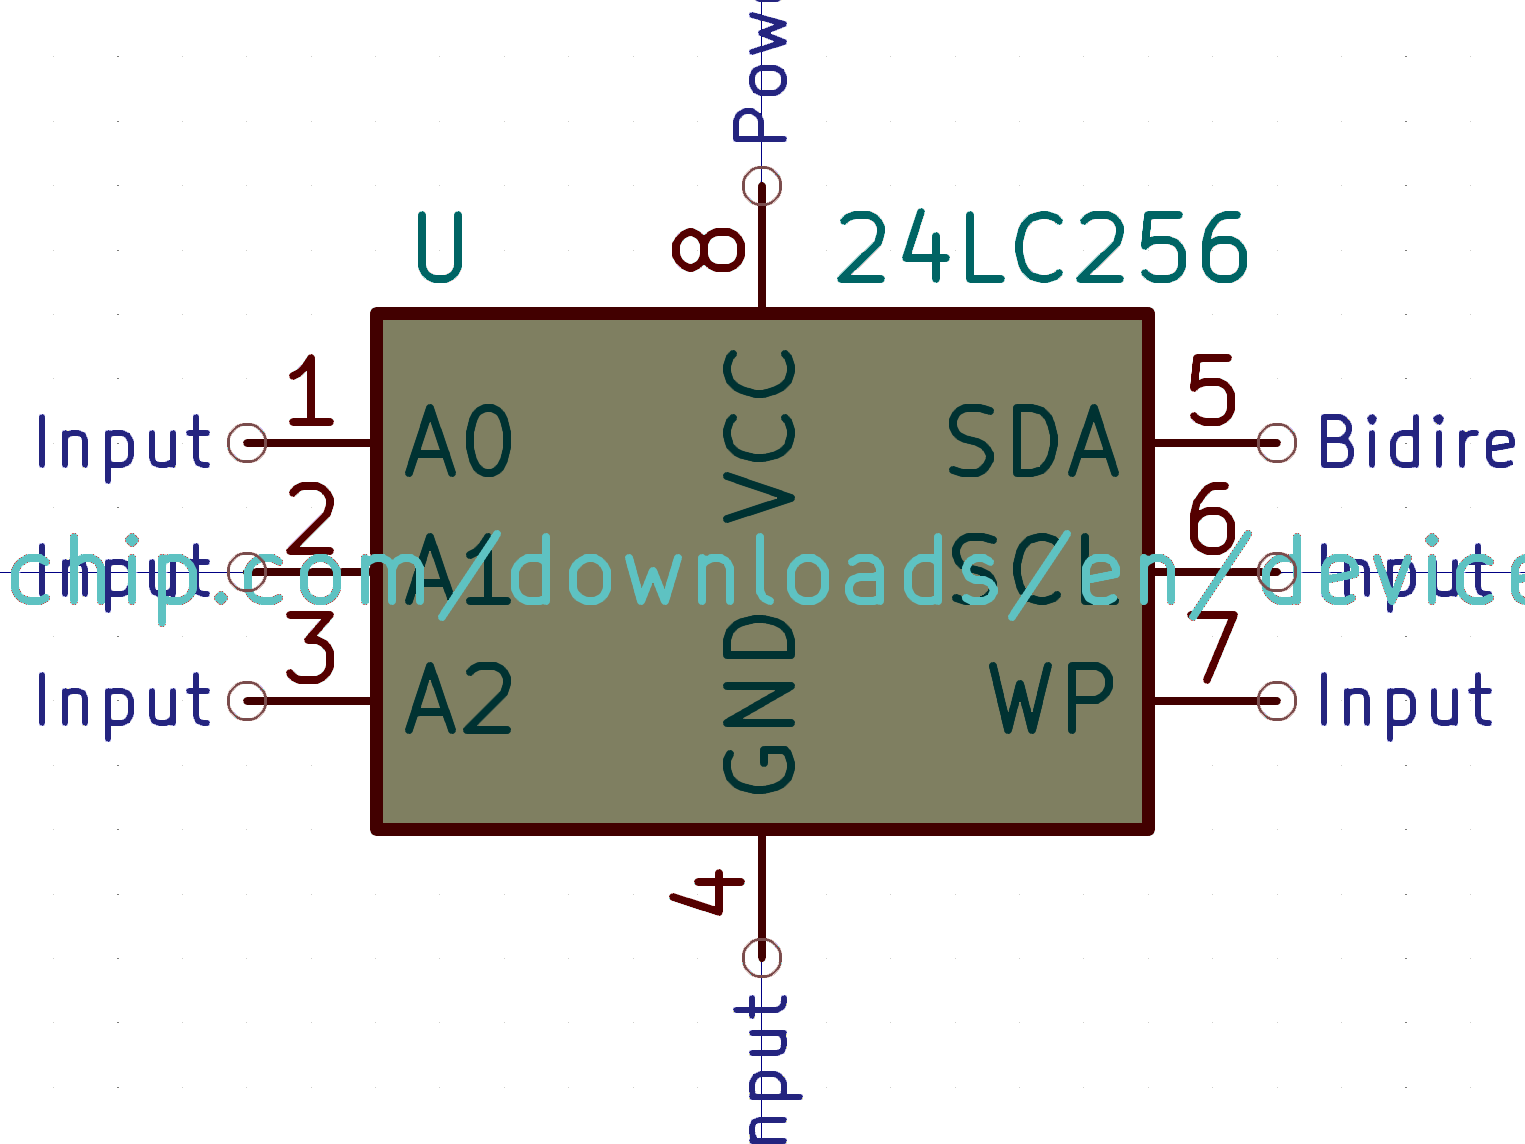 Pow
U
8
24LC256
VCC
Input
1
A0
SDA
5
Bidire
Input
2
A1
SCL
6
Input
chip.com/downloads/en/device
Input
3
A2
GND
WP
7
Input
4
nput